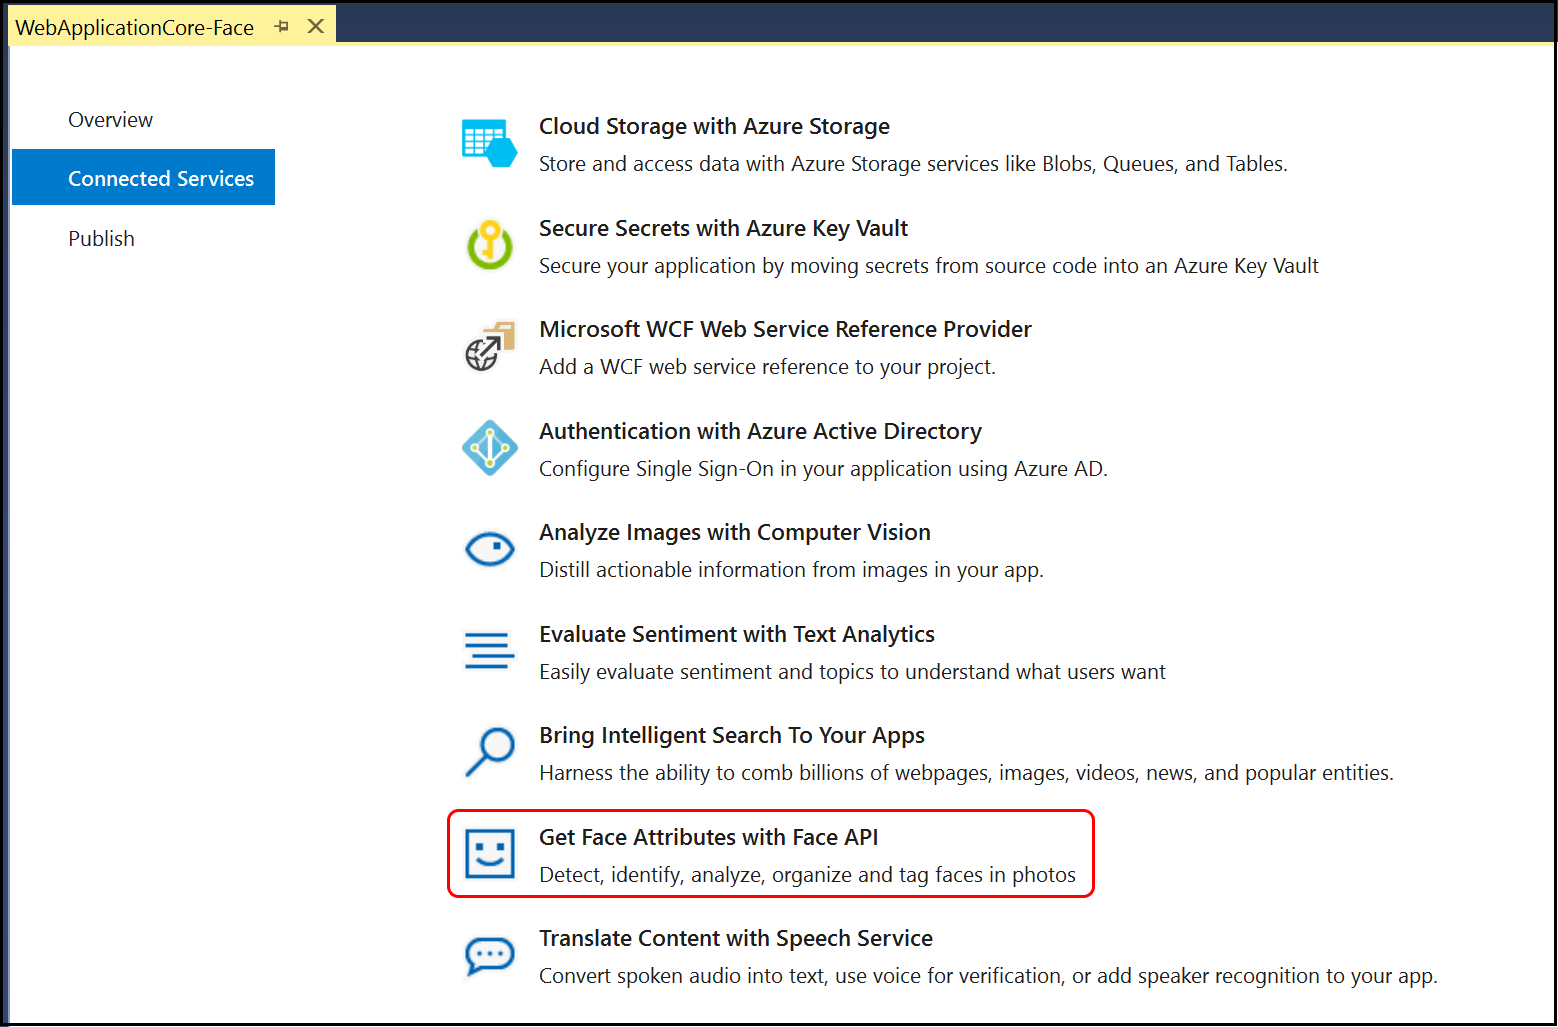 WebApplicationCore-Face
Overview
Connected Services
Publish
Cloud Storage with Azure Storage
Store and access data with Azure Storage services like Blobs, Queues, and Tables.
Secure Secrets with Azure Key Vault
Secure your application by moving secrets from source code into an Azure Key Vault
Microsoft WCF Web Service Reference Provider
Add a WCF web service reference to your project.
Authentication with Azure Active Directory
Configure Single Sign-On in your application using Azure AD.
Analyze Images with Computer Vision
Distill actionable information from images in your app.
Evaluate Sentiment with Text Analytics
Easily evaluate sentiment and topics to understand what users want
Bring Intelligent Search To Your Apps
Harness the ability to comb billions of webpages, images, videos, news, and popular entities.
Get Face Attributes with Face API
Detect, identify, analyze, organize and tag faces in photos
Translate Content with Speech Service
Convert spoken audio into text, use voice for verification, or add speaker recognition to your app.